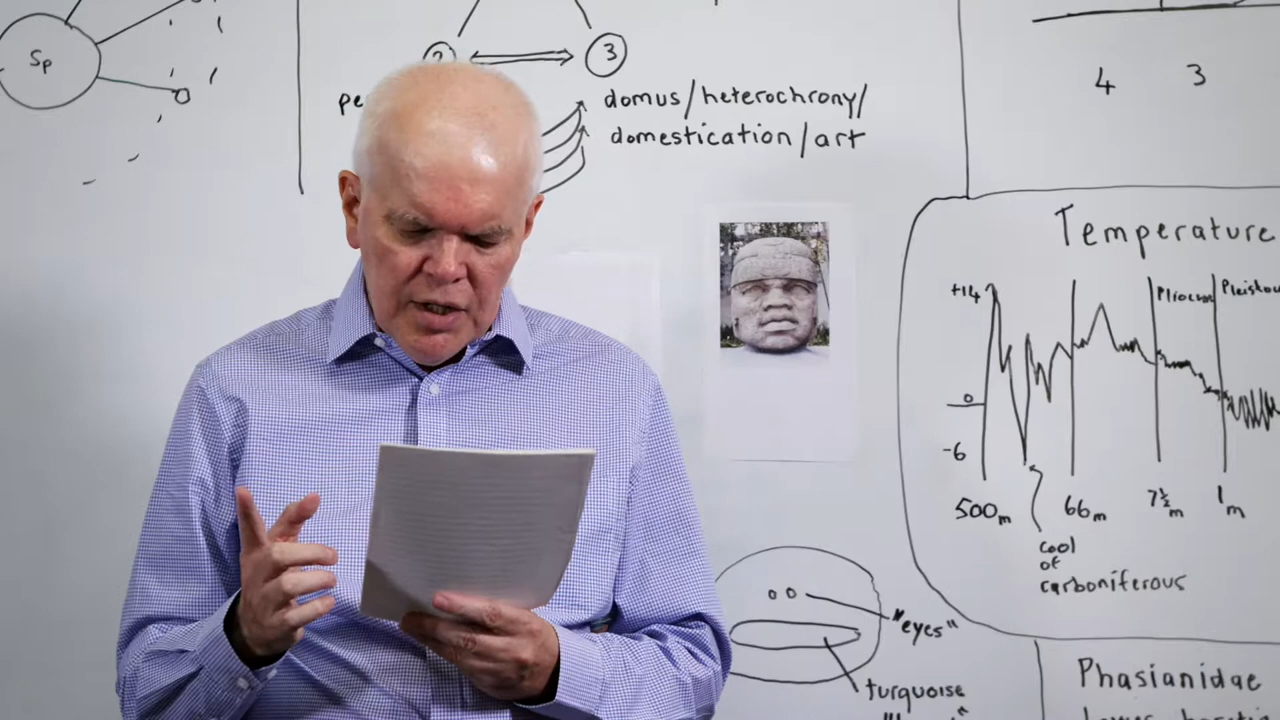 Sp
3
domus/heterochrony/
domestication/art
4 3
Temperature
+14
0
-6
500m 66m 7½m 1m
cool
of
carboniferous
"eyes"
turquoise
Phasianidae